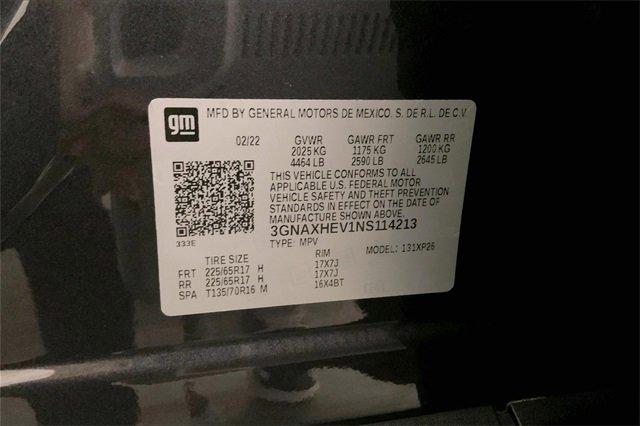 gm MFD BY GENERAL MOTORS DE MEXICO. S. DE R.L. DE C.V.
02/22 GVWR GAWR FRT GAWR RR
2025 KG 1175 KG 1200 KG
4464 LB 2590 LB 2645 LB
THIS VEHICLE CONFORMS TO ALL
APPLICABLE U.S. FEDERAL MOTOR
VEHICLE SAFETY AND THEFT PREVENTION
STANDARDS IN EFFECT ON THE DATE OF
MANUFACTURE SHOWN ABOVE.
3GNAXHEV1NS114213
333E TYPE: MPV MODEL: 131XP26
TIRE SIZE RIM
FRT 225/65R17 H 17X7J
RR 225/65R17 H 17X7J
SPA T135/70R16 M 16X4BT